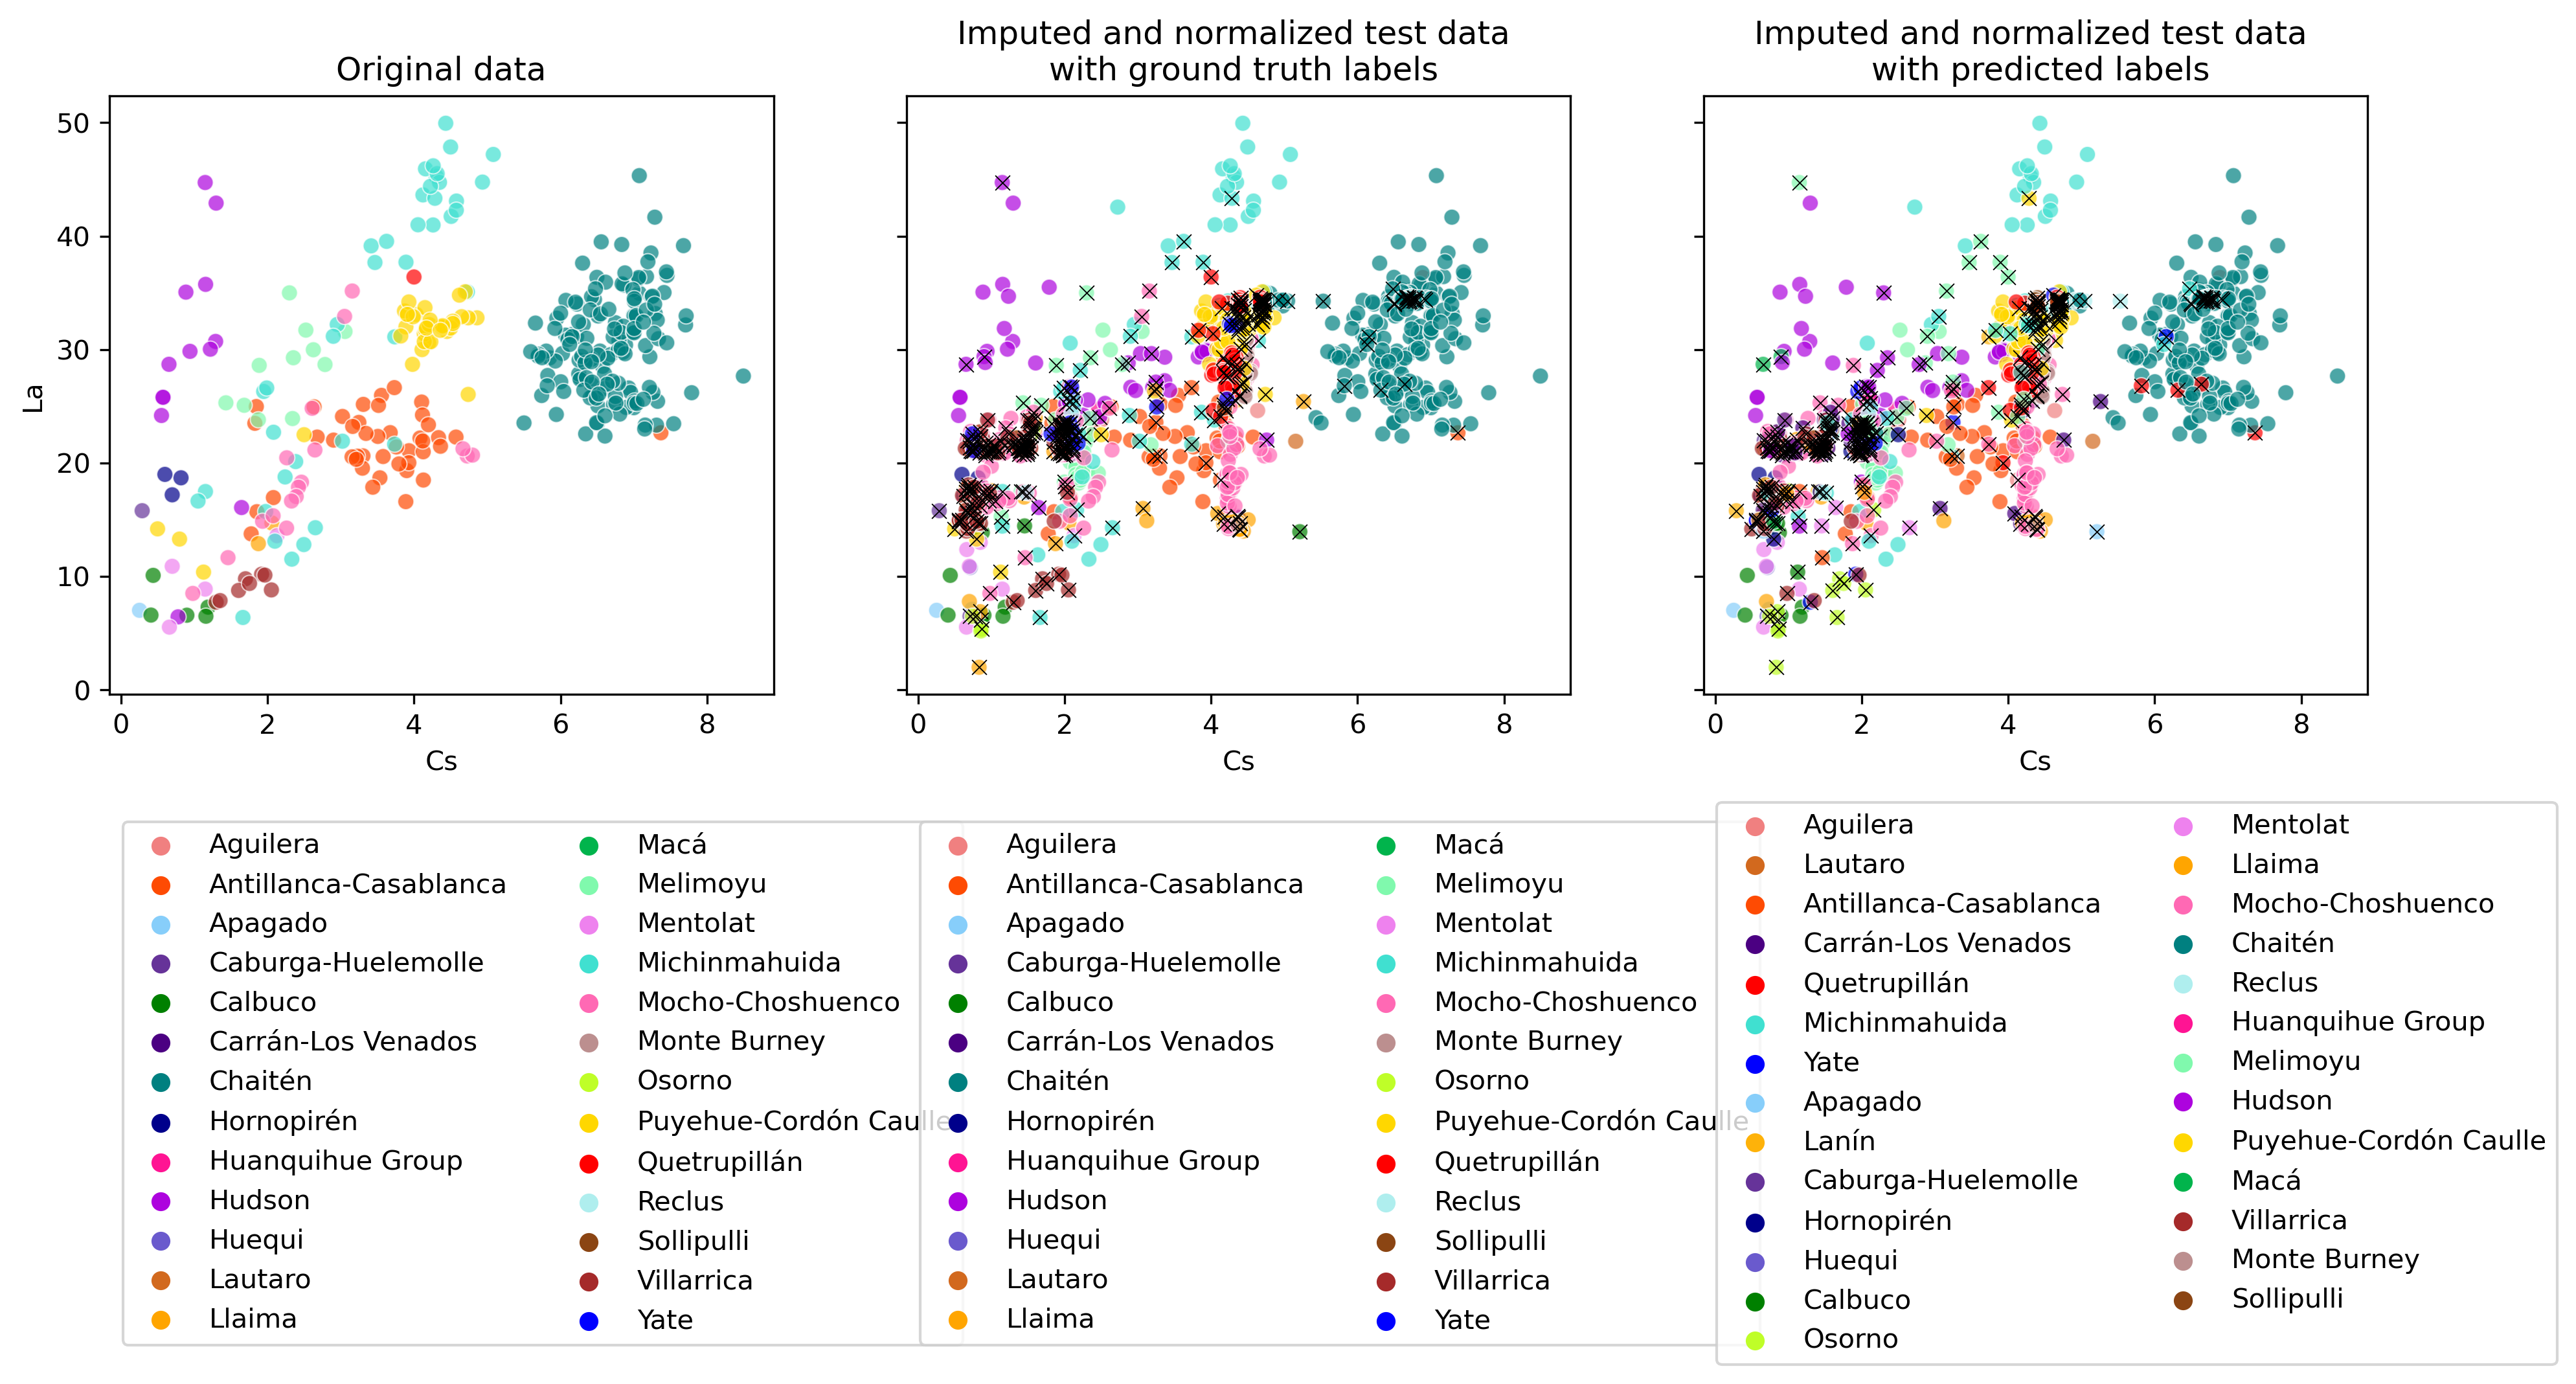 Original data
Imputed and normalized test data
with ground truth labels
Imputed and normalized test data
with predicted labels
50
40
30
20
10
0
La
0 2 4 6 8
Cs
0 2 4 6 8
Cs
0 2 4 6 8
Cs
Aguilera
Antillanca-Casablanca
Apagado
Caburga-Huelemolle
Calbuco
Carrán-Los Venados
Chaitén
Hornopirén
Huanquihue Group
Hudson
Huequi
Lautaro
Llaima
Macá
Melimoyu
Mentolat
Michinmahuida
Mocho-Choshuenco
Monte Burney
Osorno
Puyehue-Cordón Caulle
Quetrupillán
Reclus
Sollipulli
Villarrica
Yate
Aguilera
Antillanca-Casablanca
Apagado
Caburga-Huelemolle
Calbuco
Carrán-Los Venados
Chaitén
Hornopirén
Huanquihue Group
Hudson
Huequi
Lautaro
Llaima
Macá
Melimoyu
Mentolat
Michinmahuida
Mocho-Choshuenco
Monte Burney
Osorno
Puyehue-Cordón Caulle
Quetrupillán
Reclus
Sollipulli
Villarrica
Yate
Aguilera
Lautaro
Antillanca-Casablanca
Carrán-Los Venados
Quetrupillán
Michinmahuida
Yate
Apagado
Lanín
Caburga-Huelemolle
Hornopirén
Huequi
Calbuco
Osorno
Mentolat
Llaima
Mocho-Choshuenco
Chaitén
Reclus
Huanquihue Group
Melimoyu
Hudson
Puyehue-Cordón Caulle
Macá
Villarrica
Monte Burney
Sollipulli